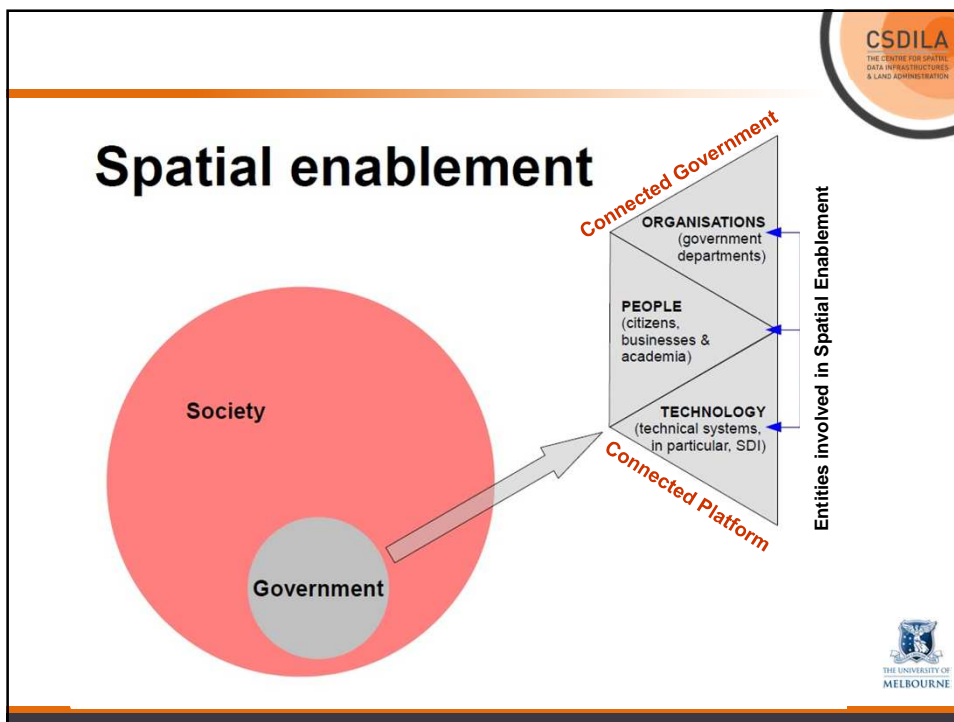 CSDILA
THE CENTRE FOR SPATIAL
DATA INFRASTRUCTURES
& LAND ADMINISTRATION
Spatial enablement
Connected Government
ORGANISATIONS
(government
departments)
PEOPLE
(citizens,
businesses &
academia)
TECHNOLOGY
(technical systems,
in particular, SDI)
Connected Platform
Entities involved in Spatial Enablement
Society
Government
THE UNIVERSITY OF
MELBOURNE